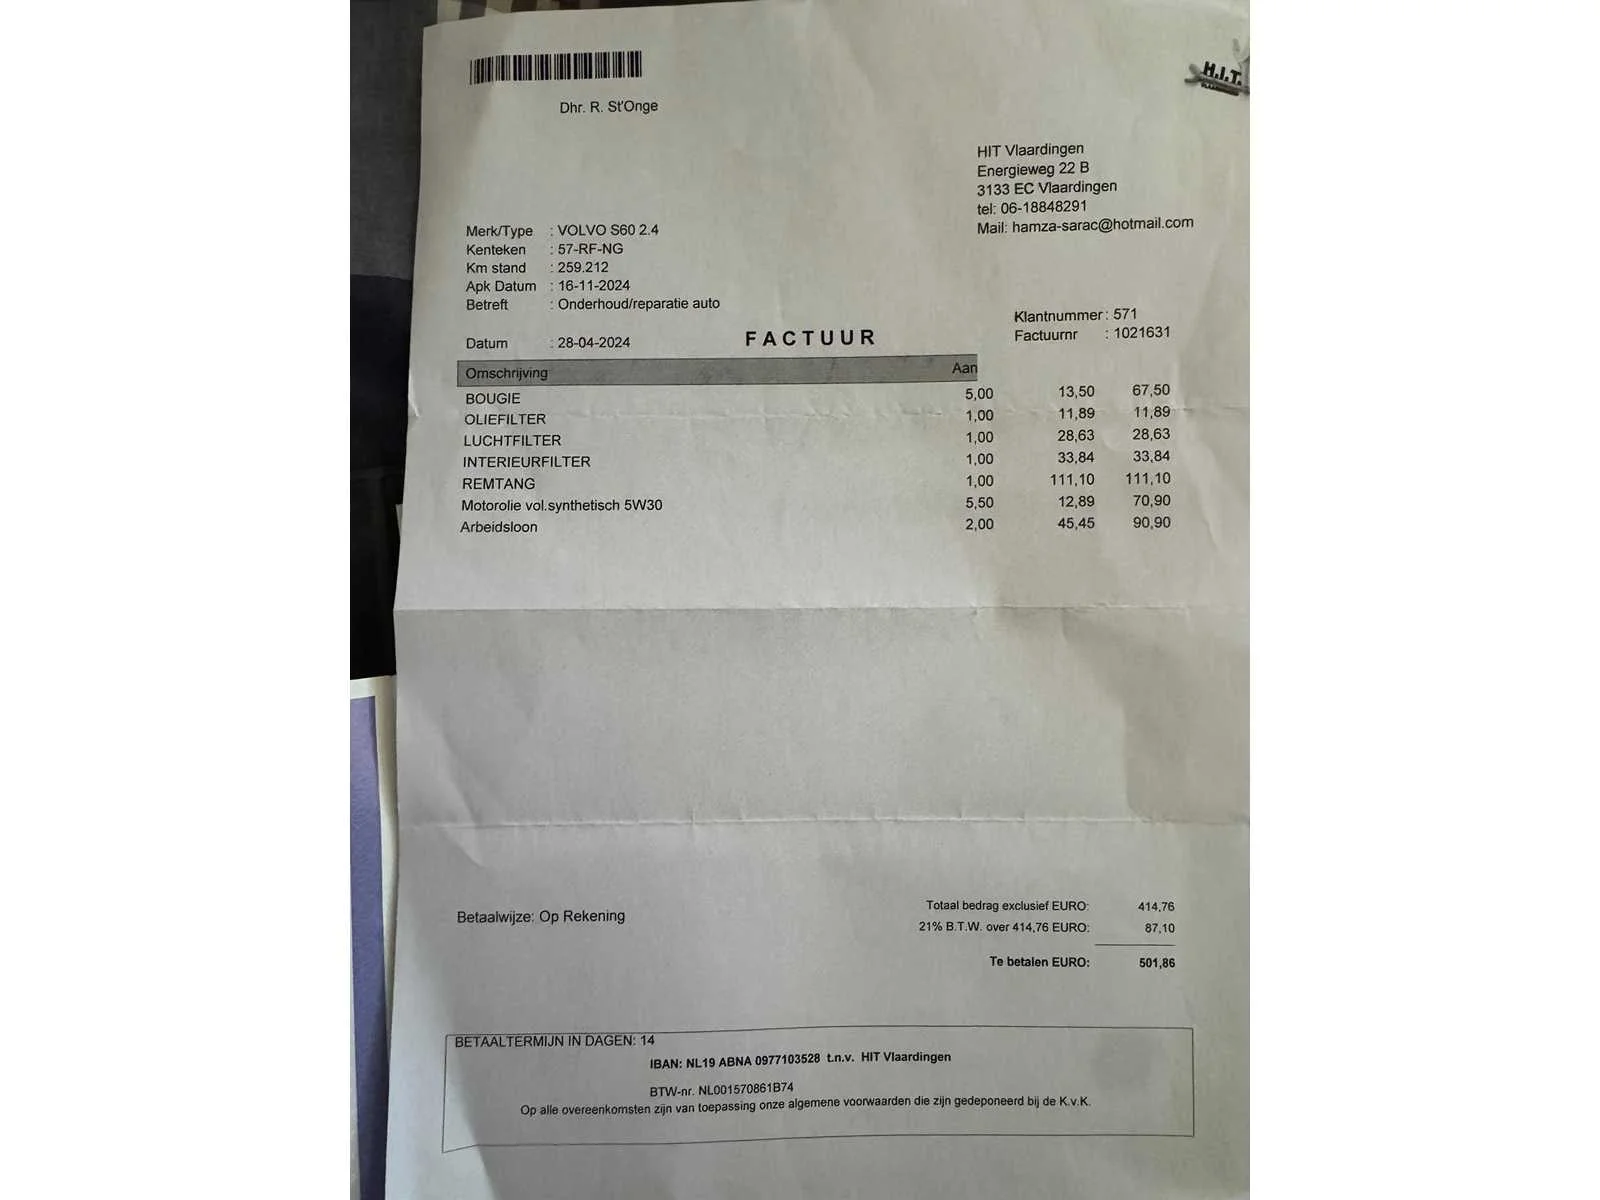 Dhr. R. St'Onge
H.I.T.
VLAARDINGEN
HIT Vlaardingen
Energieweg 22 B
3133 EC Vlaardingen
tel: 06-18848291
Mail: hamza-sarac@hotmail.com
Merk/Type : VOLVO S60 2.4
Kenteken : 57-RF-NG
Km stand : 259.212
Apk Datum : 16-11-2024
Betreft : Onderhoud/reparatie auto
Klantnummer : 571
Factuurnr : 1021631
Datum : 28-04-2024 FACTUUR
Omschrijving Aan
BOUGIE 5,00 13,50 67,50
OLIEFILTER 1,00 11,89 11,89
LUCHTFILTER 1,00 28,63 28,63
INTERIEURFILTER 1,00 33,84 33,84
REMTANG 1,00 111,10 111,10
Motorolie vol.synthetisch 5W30 5,50 12,89 70,90
Arbeidsloon 2,00 45,45 90,90
Betaalwijze: Op Rekening
Totaal bedrag exclusief EURO: 414,76
21% B.T.W. over 414,76 EURO: 87,10
Te betalen EURO: 501,86
BETAALTERMIJN IN DAGEN: 14
IBAN: NL19 ABNA 0977103528 t.n.v. HIT Vlaardingen
BTW-nr. NL001570861B74
Op alle overeenkomsten zijn van toepassing onze algemene voorwaarden die zijn gedeponeerd bij de K.v.K.